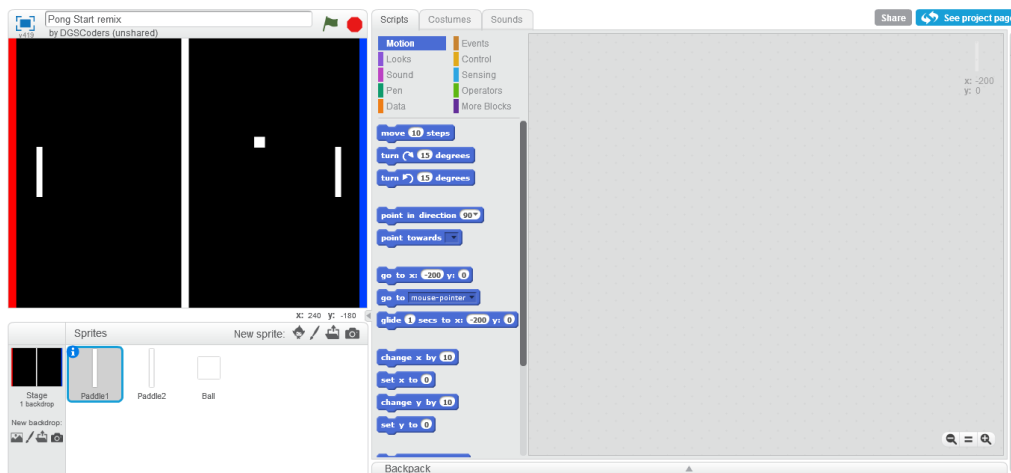 Pong Start remix
by DGSCoders (unshared)
v419
Scripts
Costumes
Sounds
Share
See project page
Motion
Events
Looks
Control
Sound
Sensing
Pen
Operators
Data
More Blocks
x: -200
y: 0
move 10 steps
turn 15 degrees
turn 15 degrees
point in direction 90
point towards
go to x: -200 y: 0
go to mouse-pointer
glide 1 secs to x: -200 y: 0
change x by 10
set x to 0
change y by 10
set y to 0
x: 240 y: -180
Sprites
New sprite:
Stage
1 backdrop
New backdrop:
Paddle1
Paddle2
Ball
Backpack